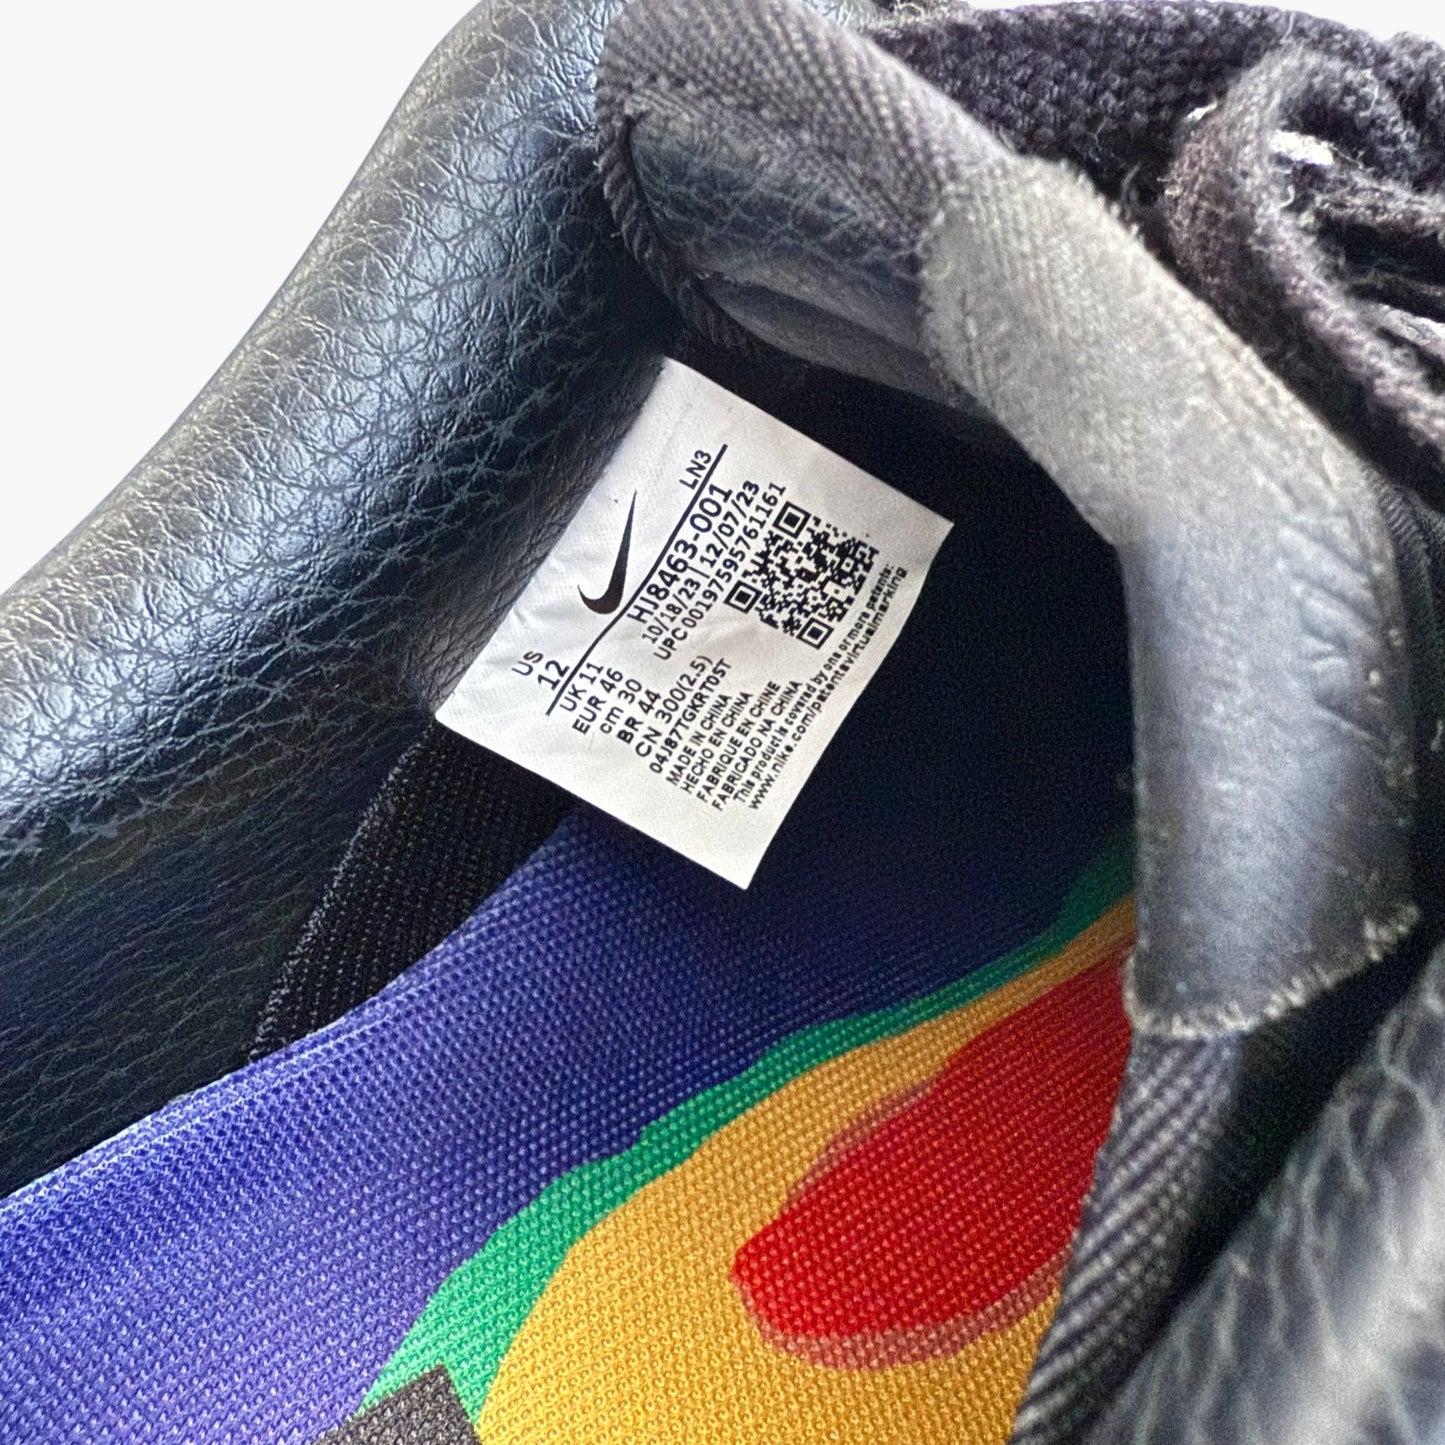 LN3
HJ8463-001
10/18/23 | 12/07/23
UPC 00197595761161
US
12
UK 11
EUR 46
cm 30
BR 44
CN 300(2.5)
04J87TGKRT05T
MADE IN CHINA
HECHO EN CHINA
FABRIQUE EN CHINE
FABRICADO NA CHINA
This product is covered by one or more patents:
www.nike.com/patentsvirtualmarking